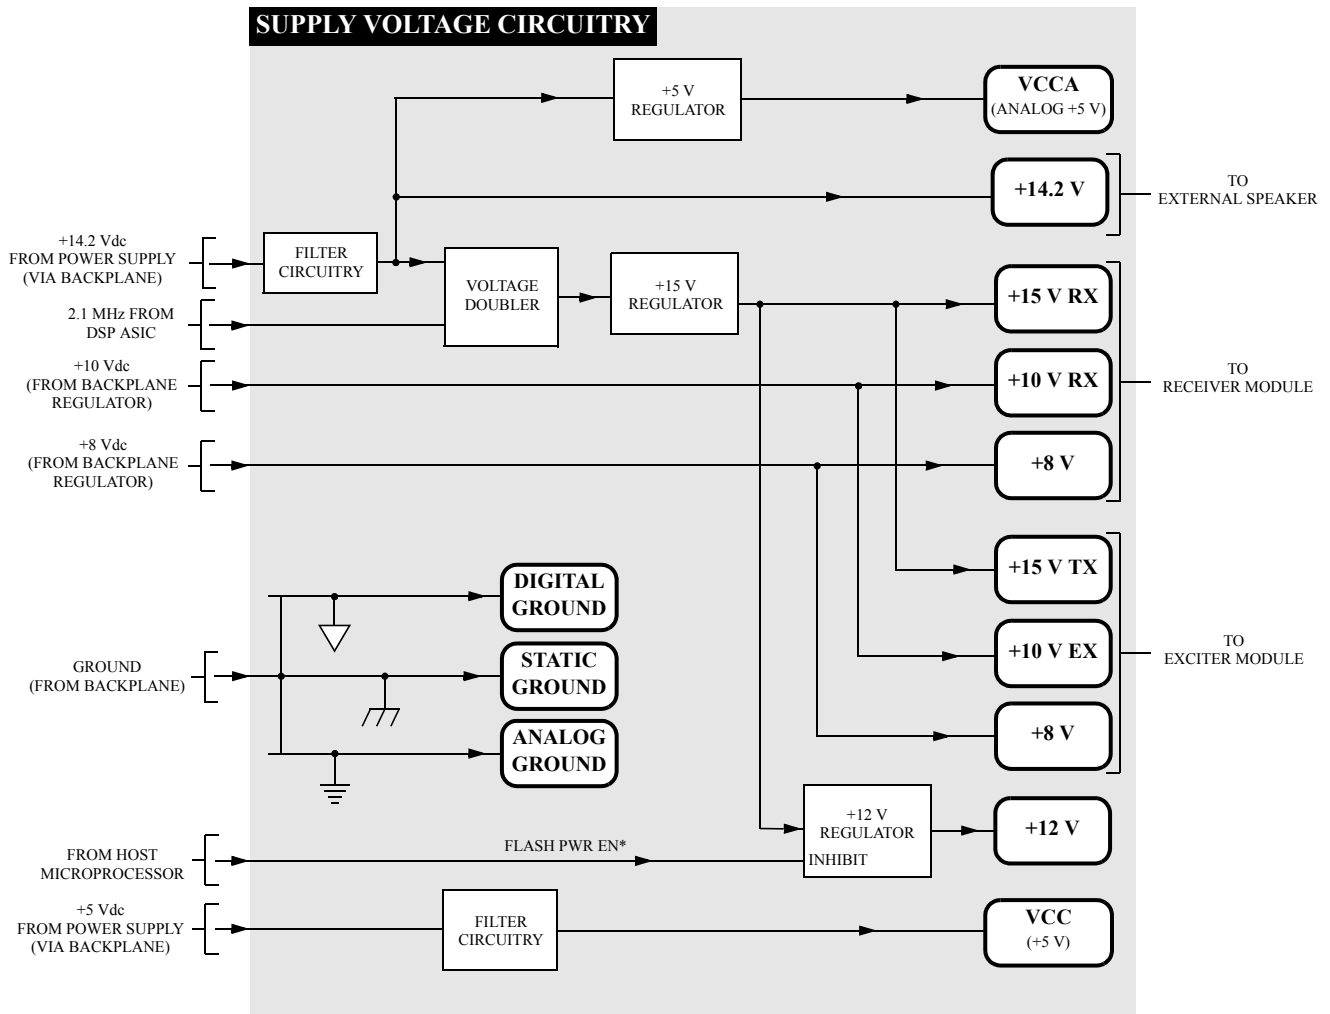 SUPPLY VOLTAGE CIRCUITRY
+5 V
REGULATOR
VCCA
(ANALOG +5 V)
+14.2 V
TO
EXTERNAL SPEAKER
+14.2 Vdc
FROM POWER SUPPLY
(VIA BACKPLANE)
FILTER
CIRCUITRY
VOLTAGE
DOUBLER
+15 V
REGULATOR
+15 V RX
2.1 MHz FROM
DSP ASIC
+10 Vdc
(FROM BACKPLANE
REGULATOR)
+10 V RX
TO
RECEIVER MODULE
+8 Vdc
(FROM BACKPLANE
REGULATOR)
+8 V
+15 V TX
DIGITAL
GROUND
GROUND
(FROM BACKPLANE)
STATIC
GROUND
+10 V EX
TO
EXCITER MODULE
ANALOG
GROUND
+8 V
+12 V
REGULATOR
INHIBIT
+12 V
FROM HOST
MICROPROCESSOR
FLASH PWR EN*
+5 Vdc
FROM POWER SUPPLY
(VIA BACKPLANE)
FILTER
CIRCUITRY
VCC
(+5 V)